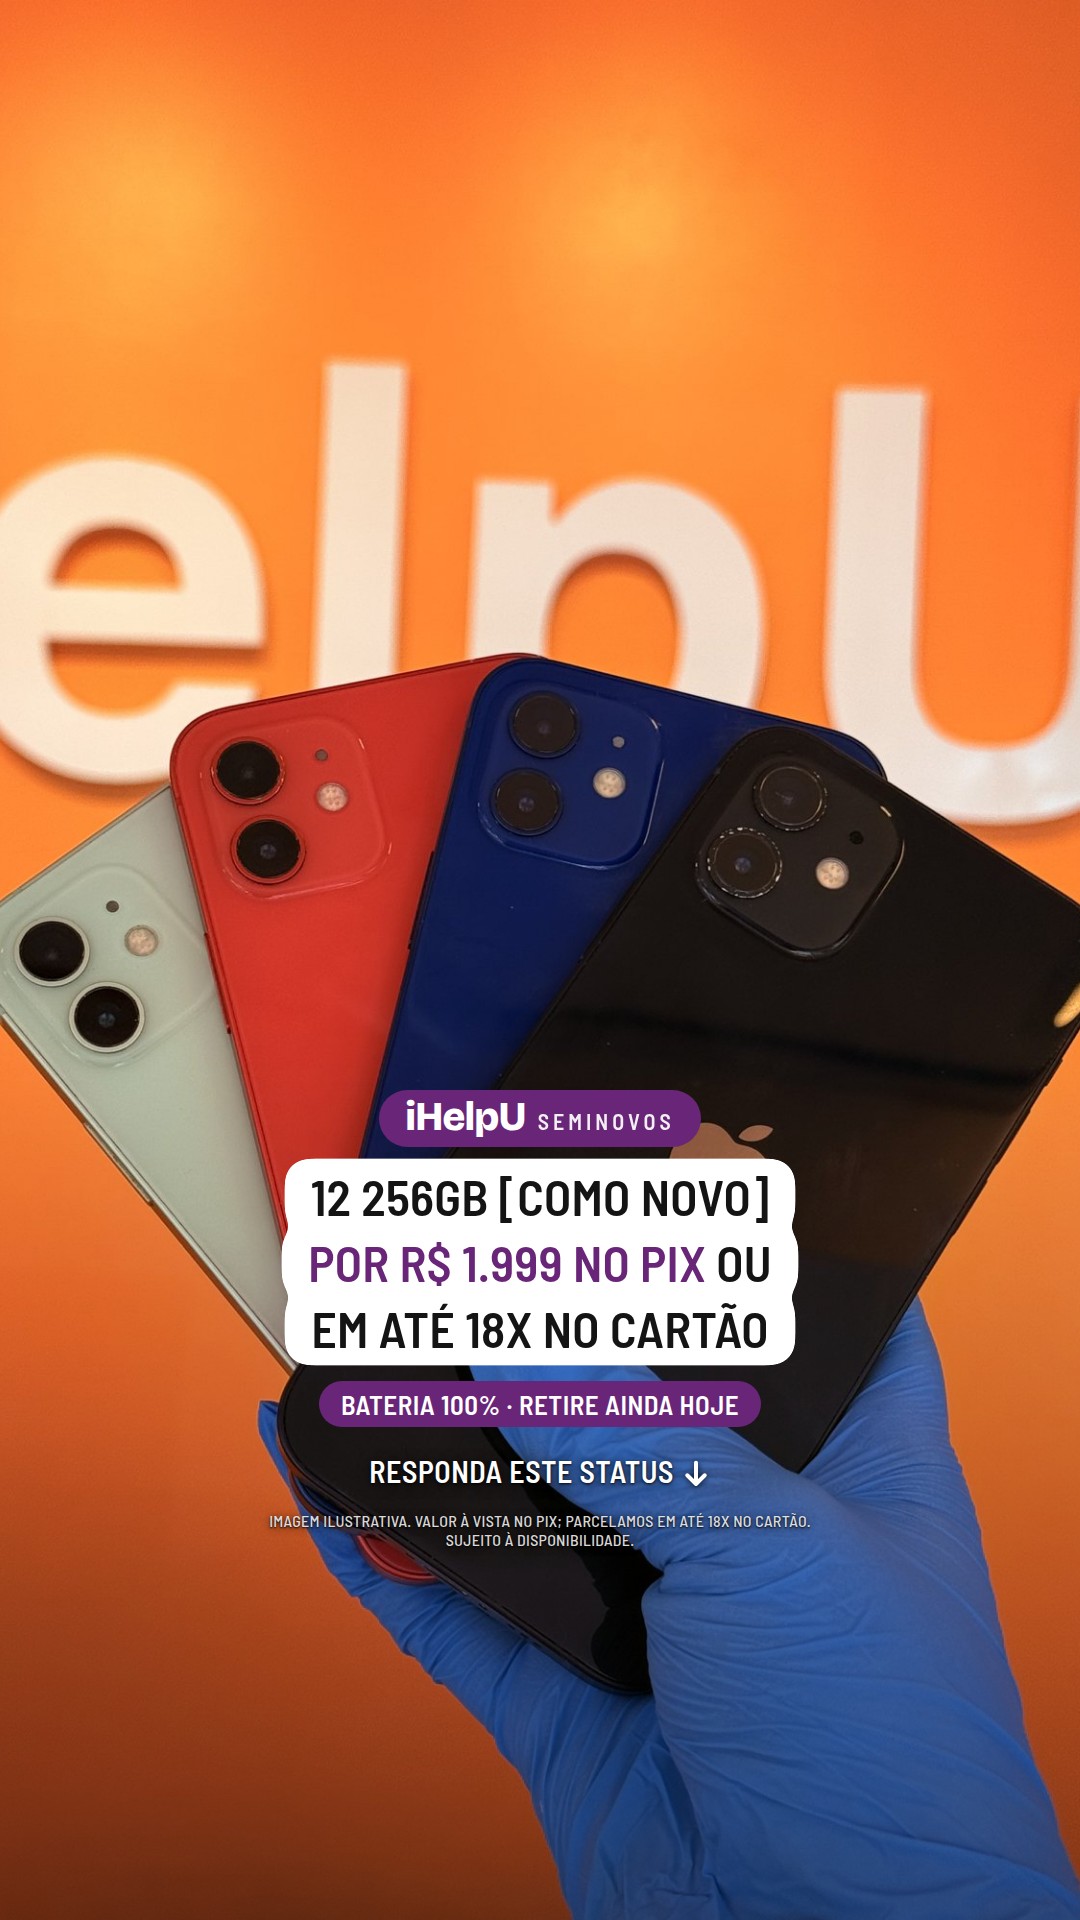 elpU
iHelpU SEMINOVOS
12 256GB [COMO NOVO]
POR R$ 1.999 NO PIX OU
EM ATÉ 18X NO CARTÃO
BATERIA 100% · RETIRE AINDA HOJE
RESPONDA ESTE STATUS ↓
IMAGEM ILUSTRATIVA. VALOR À VISTA NO PIX; PARCELAMOS EM ATÉ 18X NO CARTÃO.
SUJEITO À DISPONIBILIDADE.